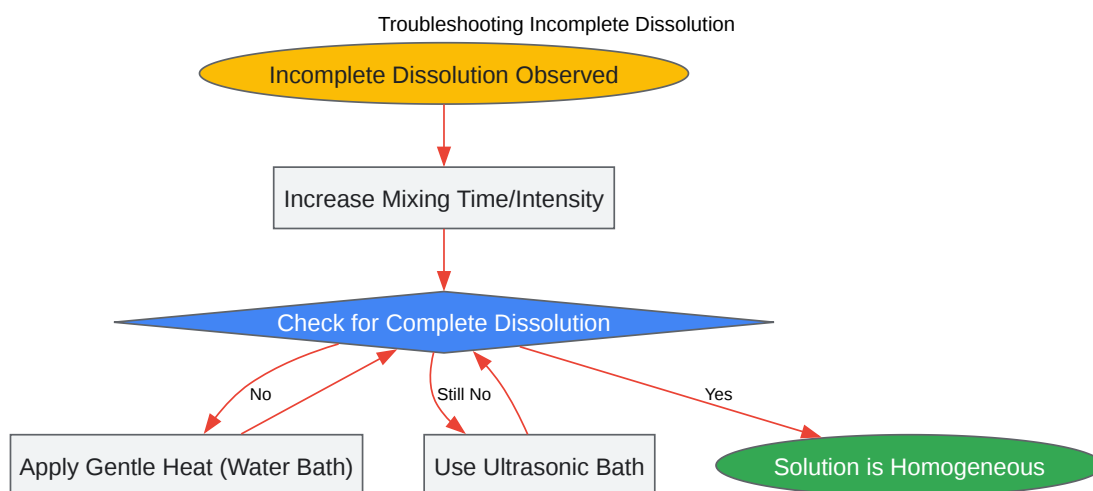 Troubleshooting Incomplete Dissolution
Incomplete Dissolution Observed
Increase Mixing Time/Intensity
Check for Complete Dissolution
No
Still No
Yes
Apply Gentle Heat (Water Bath)
Use Ultrasonic Bath
Solution is Homogeneous